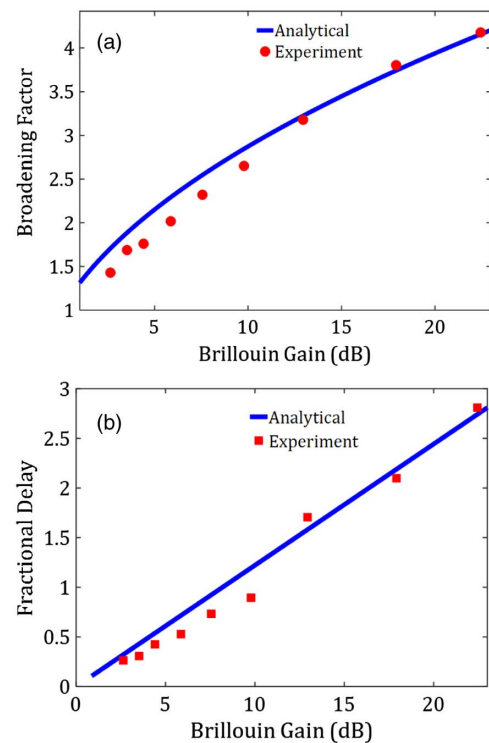 (a)
Analytical
Experiment
Broadening Factor
4
3.5
3
2.5
2
1.5
1
5
10
15
20
Brillouin Gain (dB)
(b)
Analytical
Experiment
Fractional Delay
3
2.5
2
1.5
1
0.5
0
0
5
10
15
20
Brillouin Gain (dB)